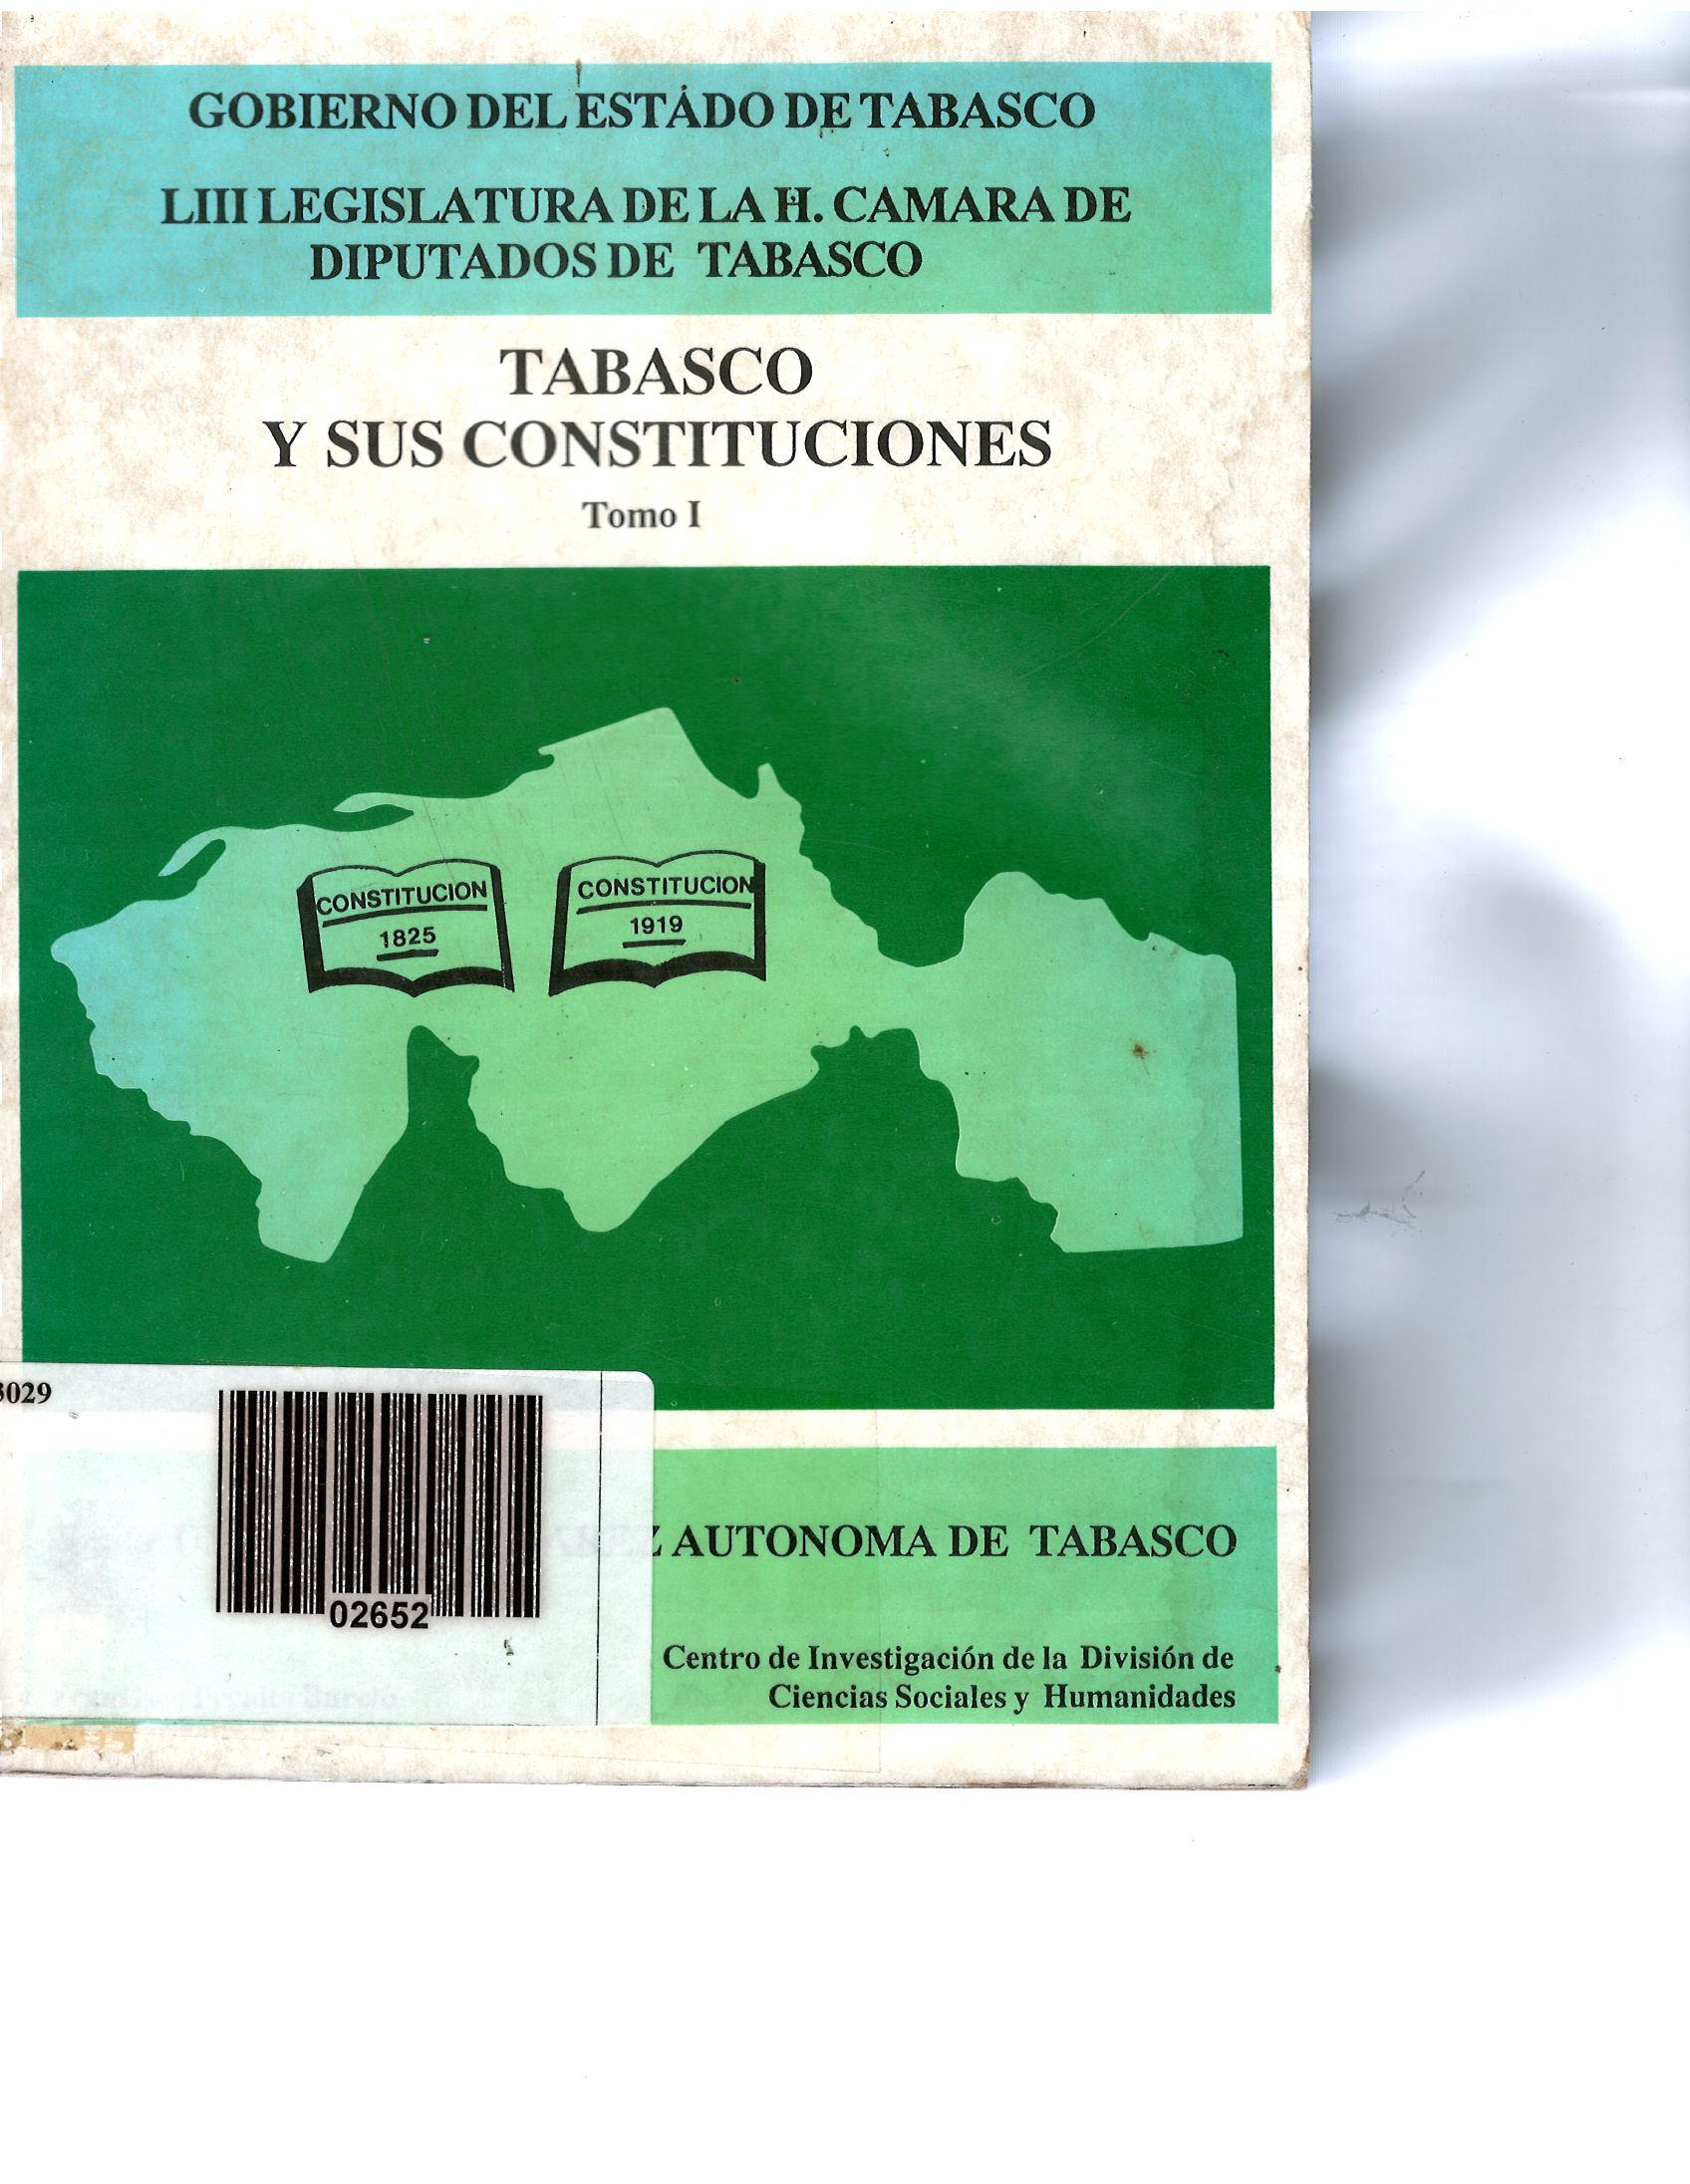 GOBIERNO DEL ESTADO DE TABASCO
LIII LEGISLATURA DE LA H. CAMARA DE
DIPUTADOS DE TABASCO
TABASCO
Y SUS CONSTITUCIONES
Tomo I
CONSTITUCION
1825
CONSTITUCION
1919
3029
02652
AUTONOMA DE TABASCO
Centro de Investigación de la División de
Ciencias Sociales y Humanidades